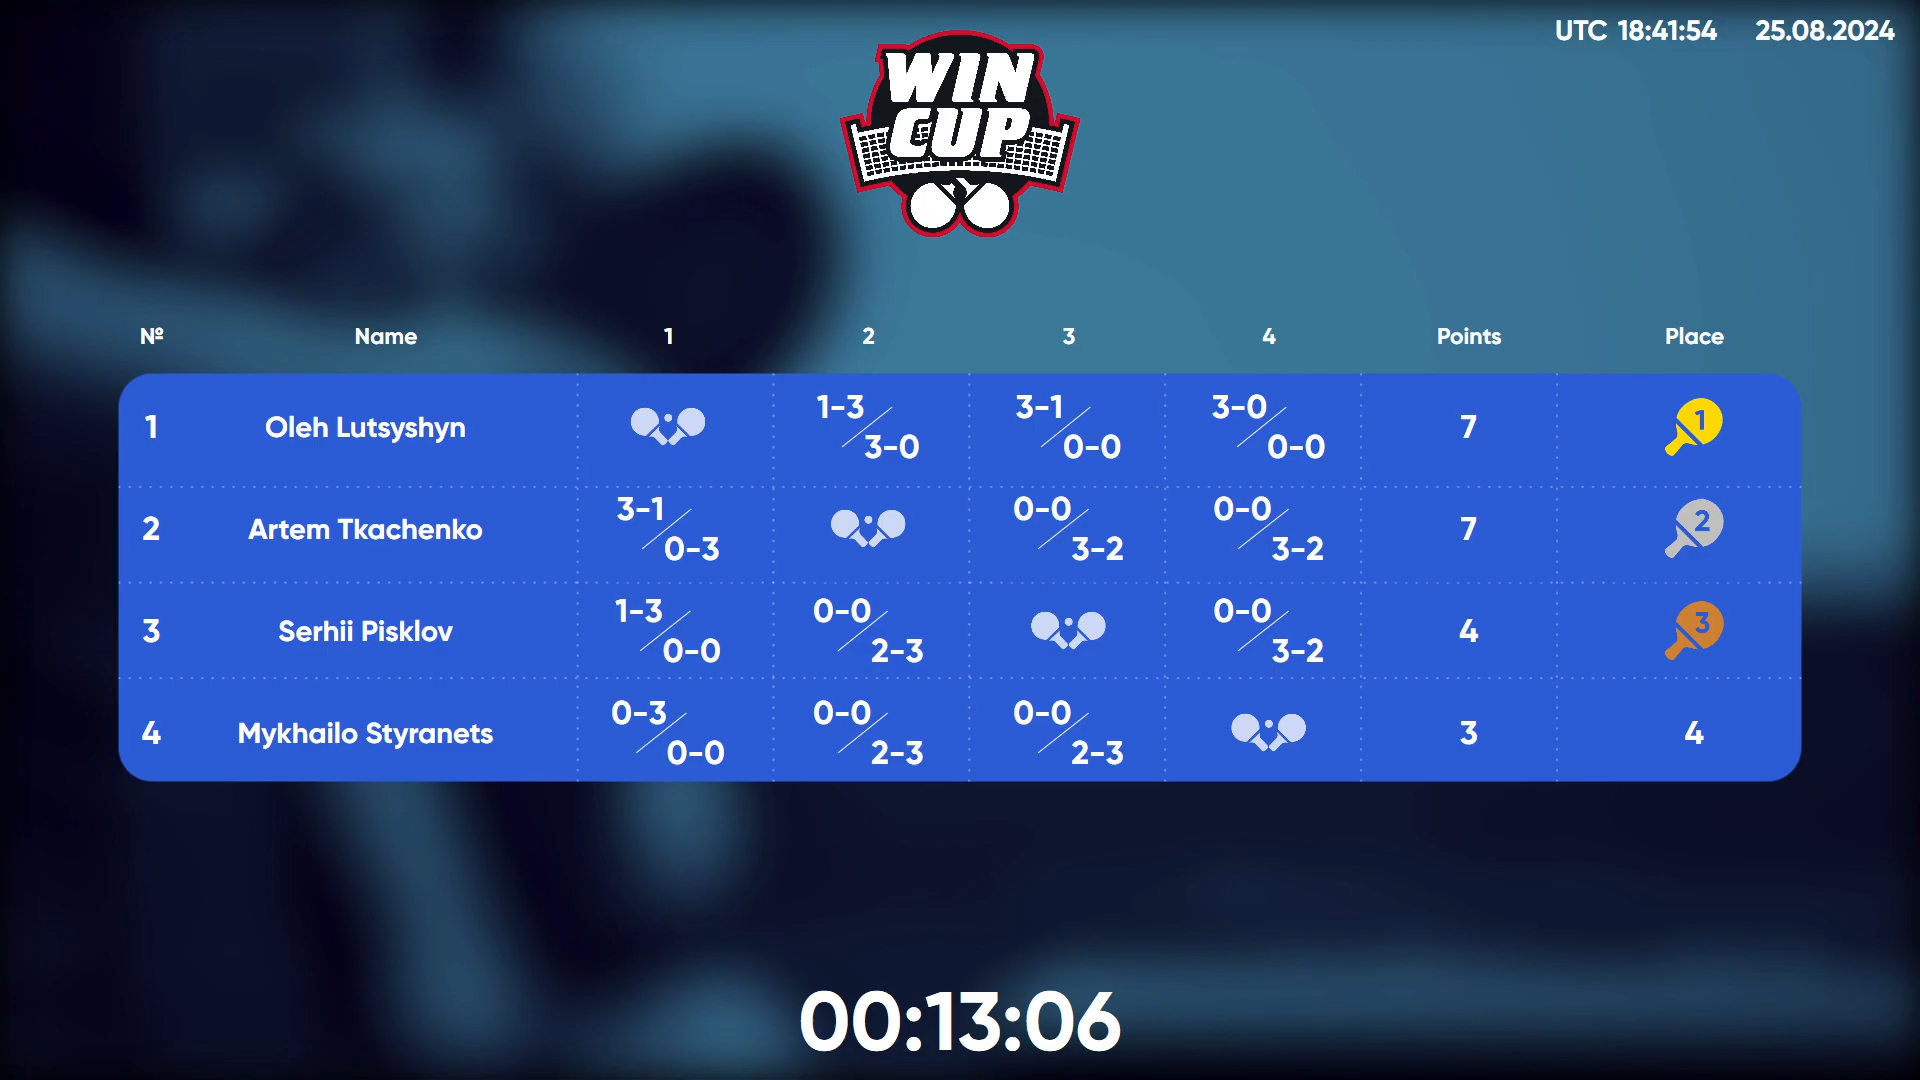 UTC 18:41:54 25.08.2024
WIN
CUP
Nº Name 1 2 3 4 Points Place
1 Oleh Lutsyshyn 1-3 3-0 3-1 0-0 3-0 0-0 7 1
2 Artem Tkachenko 3-1 0-3 0-0 3-2 0-0 3-2 7 2
3 Serhii Pisklov 1-3 0-0 0-0 2-3 0-0 3-2 4 3
4 Mykhailo Styranets 0-3 0-0 0-0 2-3 0-0 2-3 3 4
00:13:06